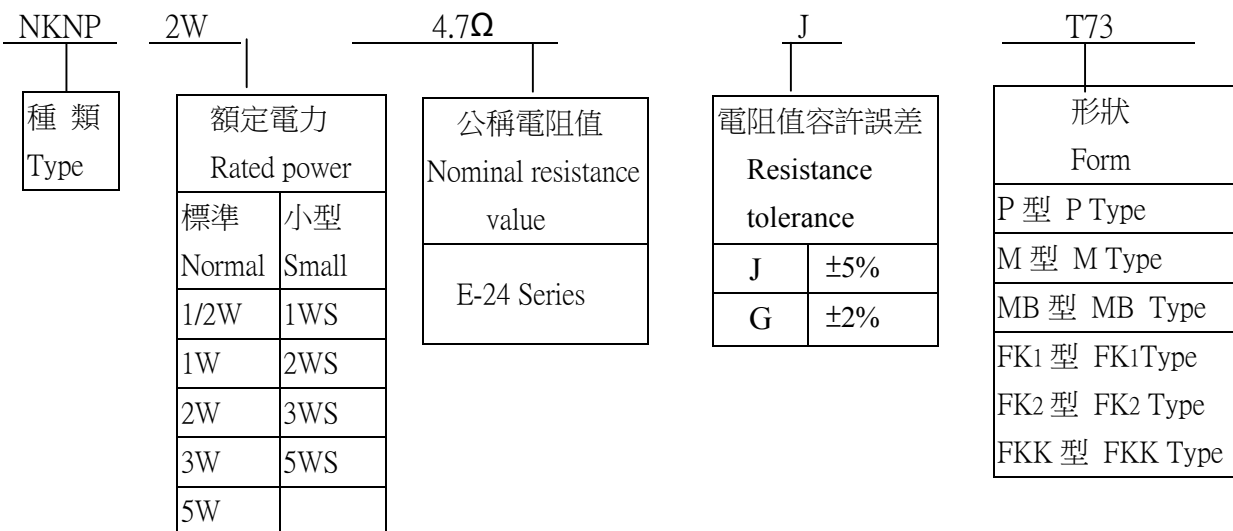 NKNP 2W 4.7Ω J T73
種 類
Type
額定電力
Rated power
標準 小型
Normal Small
1/2W 1WS
1W 2WS
2W 3WS
3W 5WS
5W
公稱電阻值
Nominal resistance
value
E-24 Series
電阻值容許誤差
Resistance
tolerance
J ±5%
G ±2%
形狀
Form
P 型 P Type
M 型 M Type
MB 型 MB Type
FK1 型 FK1Type
FK2 型 FK2 Type
FKK 型 FKK Type